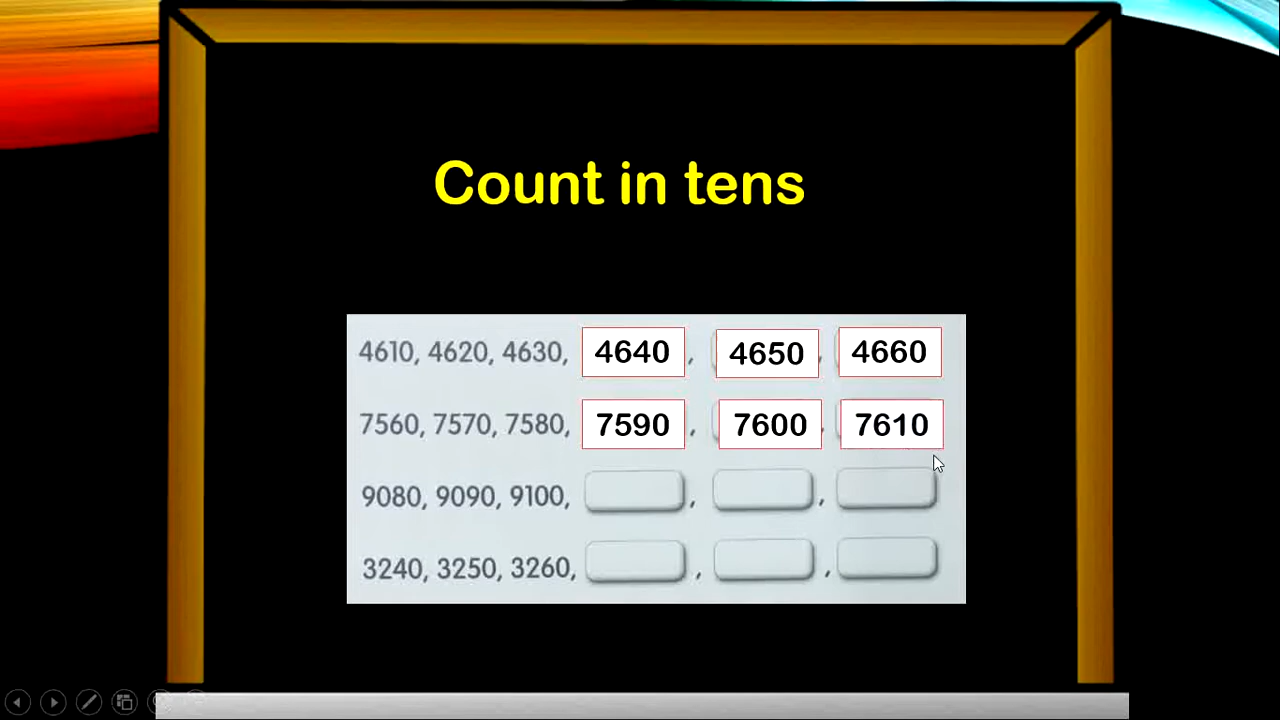 Count in tens
4610, 4620, 4630, 4640, 4650, 4660
7560, 7570, 7580, 7590, 7600, 7610
9080, 9090, 9100, , ,
3240, 3250, 3260, , ,